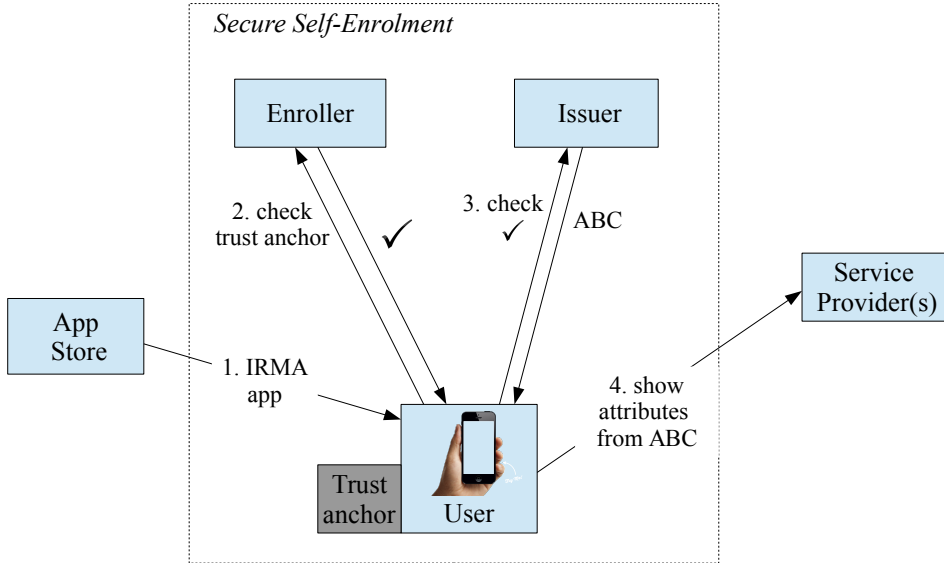 Secure Self-Enrolment
Enroller
Issuer
2. check
trust anchor
✓
3. check
✓
ABC
Service
Provider(s)
App
Store
1. IRMA
app
4. show
attributes
from ABC
Trust
anchor
User